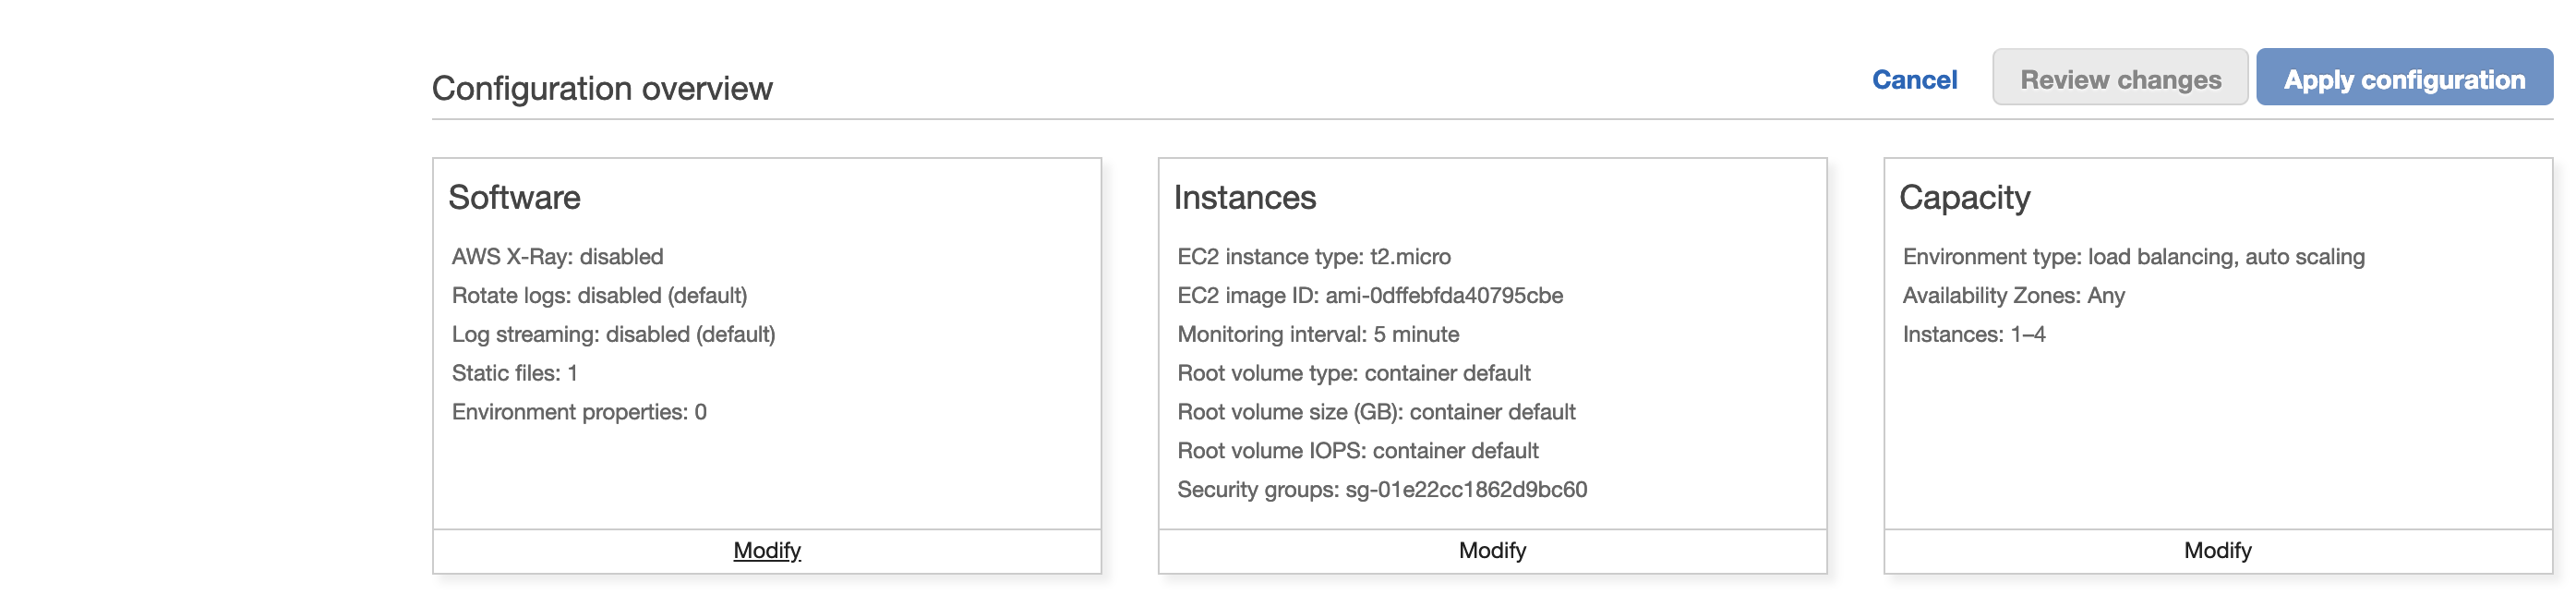 Configuration overview
Cancel
Review changes
Apply configuration
Software
AWS X-Ray: disabled
Rotate logs: disabled (default)
Log streaming: disabled (default)
Static files: 1
Environment properties: 0
Modify
Instances
EC2 instance type: t2.micro
EC2 image ID: ami-0dffebfda40795cbe
Monitoring interval: 5 minute
Root volume type: container default
Root volume size (GB): container default
Root volume IOPS: container default
Security groups: sg-01e22cc1862d9bc60
Modify
Capacity
Environment type: load balancing, auto scaling
Availability Zones: Any
Instances: 1–4
Modify